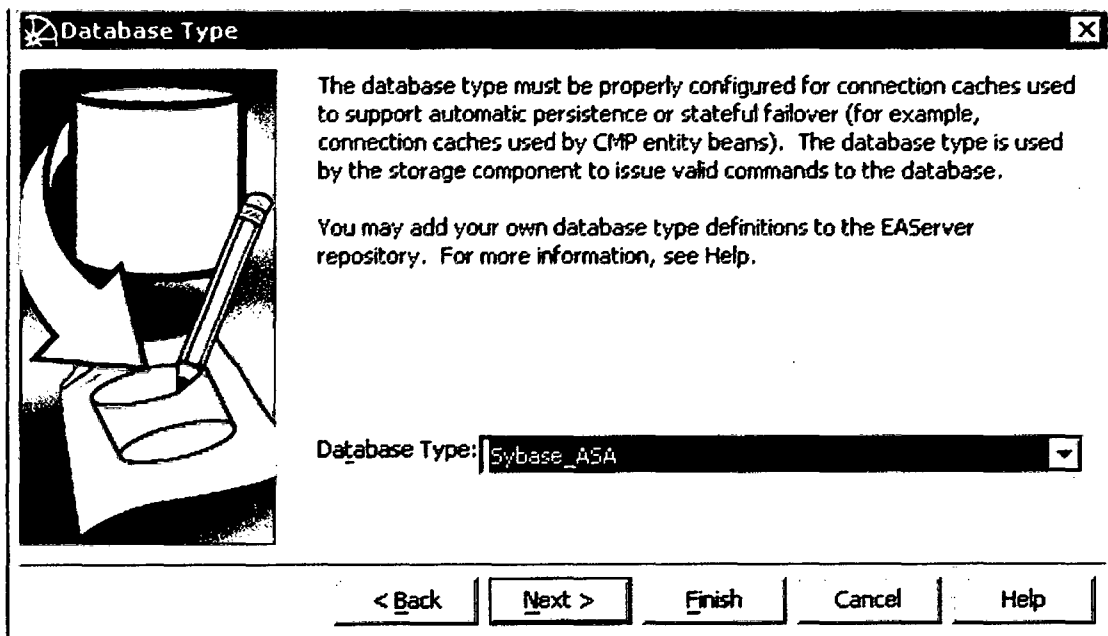 Database Type
The database type must be properly configured for connection caches used
to support automatic persistence or stateful failover (for example,
connection caches used by CMP entity beans). The database type is used
by the storage component to issue valid commands to the database.
You may add your own database type definitions to the EAServer
repository. For more information, see Help.
Database Type: Sybase_ASA
< Back Next > Finish Cancel Help